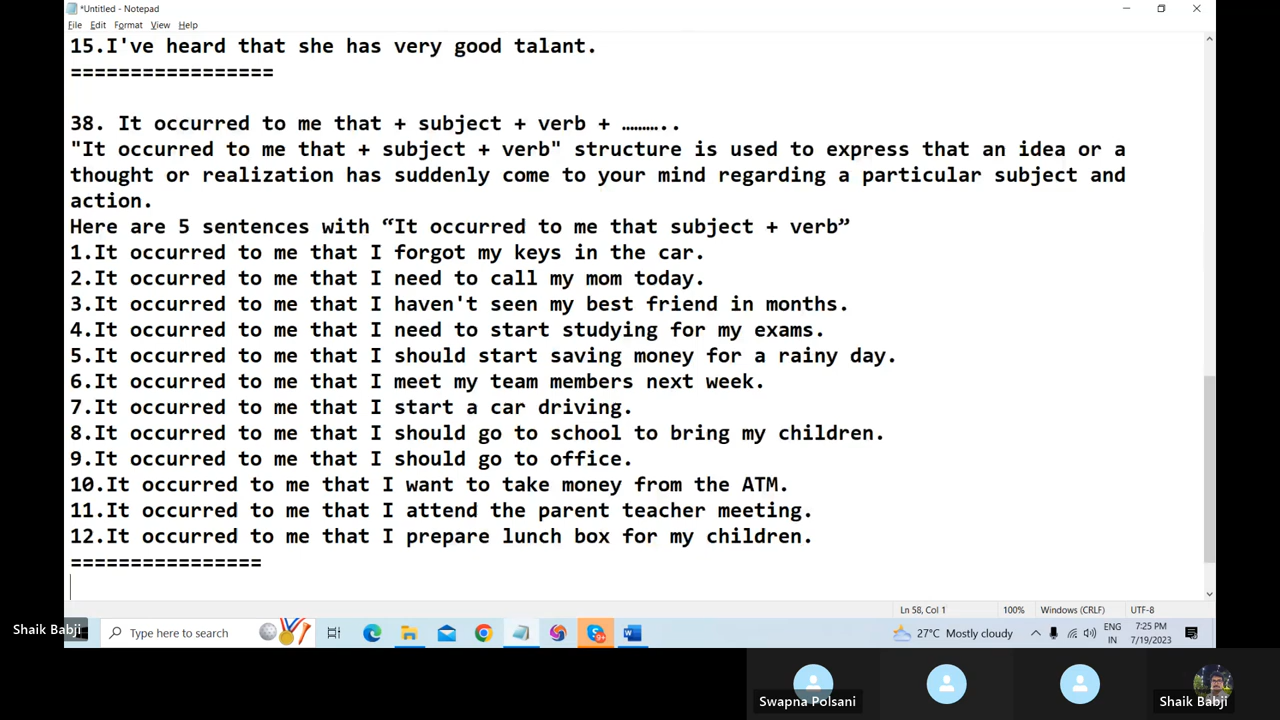 *Untitled - Notepad
File Edit Format View Help
15.I've heard that she has very good talant.
=================
38. It occurred to me that + subject + verb + ………..
"It occurred to me that + subject + verb" structure is used to express that an idea or a
thought or realization has suddenly come to your mind regarding a particular subject and
action.
Here are 5 sentences with “It occurred to me that subject + verb”
1.It occurred to me that I forgot my keys in the car.
2.It occurred to me that I need to call my mom today.
3.It occurred to me that I haven't seen my best friend in months.
4.It occurred to me that I need to start studying for my exams.
5.It occurred to me that I should start saving money for a rainy day.
6.It occurred to me that I meet my team members next week.
7.It occurred to me that I start a car driving.
8.It occurred to me that I should go to school to bring my children.
9.It occurred to me that I should go to office.
10.It occurred to me that I want to take money from the ATM.
11.It occurred to me that I attend the parent teacher meeting.
12.It occurred to me that I prepare lunch box for my children.
================
Ln 58, Col 1 100% Windows (CRLF) UTF-8
Shaik Babji
Type here to search
27°C Mostly cloudy
ENG
IN
7:25 PM
7/19/2023
Swapna Polsani
Shaik Babji